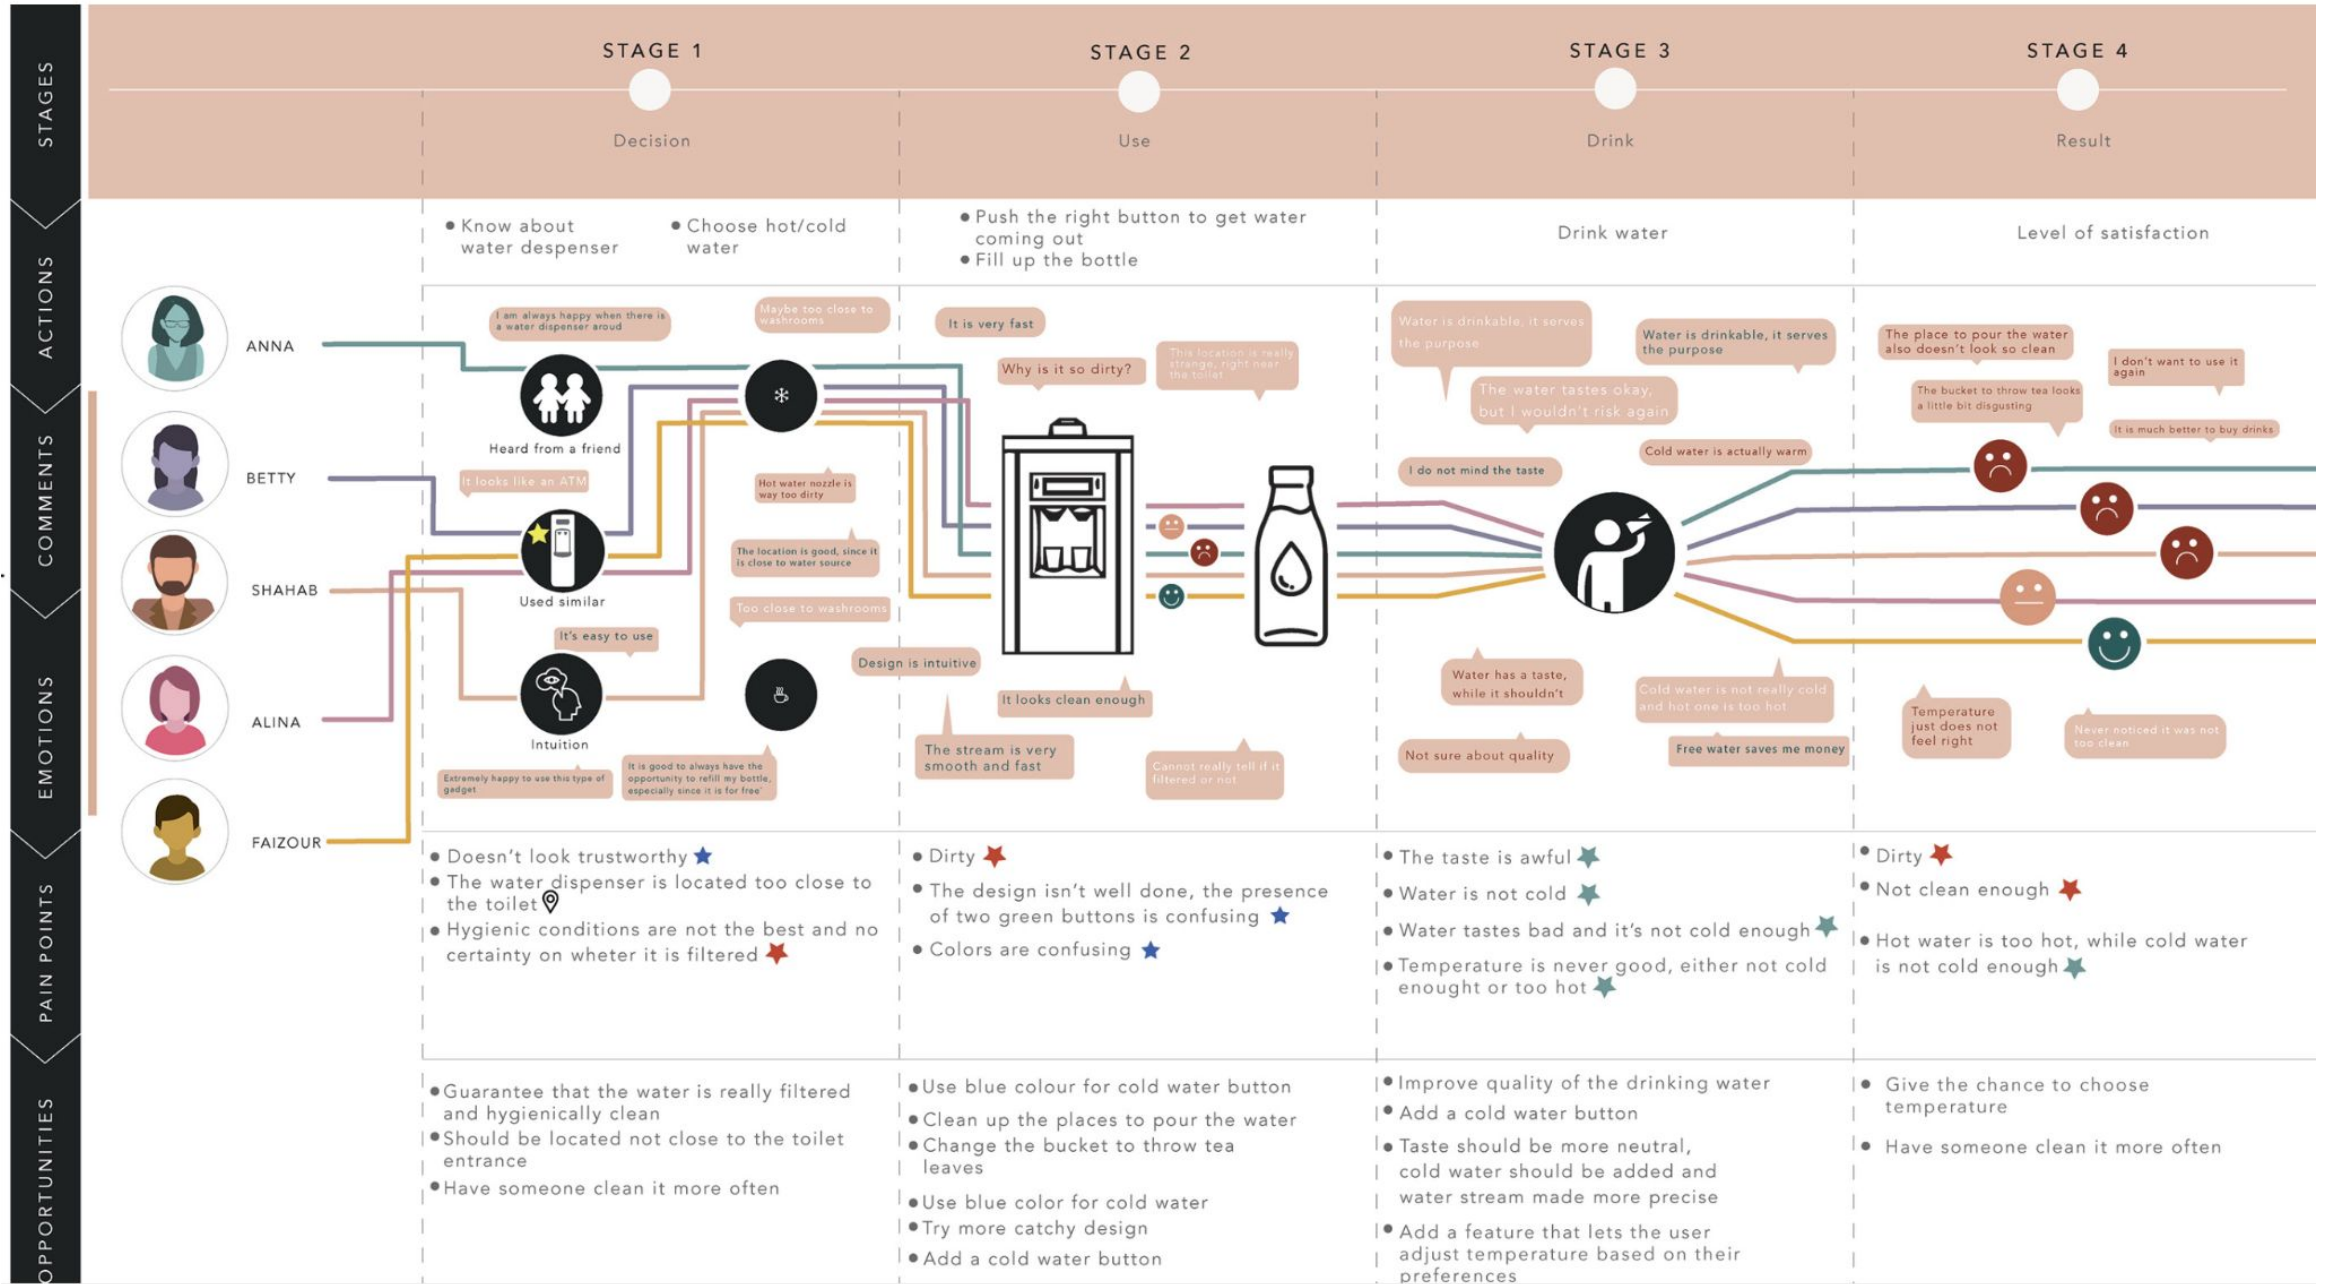 STAGES
STAGE 1
STAGE 2
STAGE 3
STAGE 4
Decision
Use
Drink
Result
ACTIONS
• Know about
water despenser
• Choose hot/cold
water
• Push the right button to get water
coming out
• Fill up the bottle
Drink water
Level of satisfaction
COMMENTS
EMOTIONS
ANNA
BETTY
SHAHAB
ALINA
FAIZOUR
I am always happy when there is
a water dispenser aroud
Maybe too close to
washrooms
Heard from a friend
It looks like an ATM
Hot water nozzle is
way too dirty
The location is good, since it
is close to water source
Used similar
Too close to washrooms
It's easy to use
Intuition
Extremely happy to use this type of
gadget
It is good to always have the
opportunity to refill my bottle,
especially since it is for free'
It is very fast
Why is it so dirty?
This location is really
strange, right near
the toilet
Design is intuitive
It looks clean enough
The stream is very
smooth and fast
Cannot really tell if it
filtered or not
Water is drinkable, it serves
the purpose
Water is drinkable, it serves
the purpose
The water tastes okay,
but I wouldn't risk again
Cold water is actually warm
I do not mind the taste
Water has a taste,
while it shouldn't
Cold water is not really cold
and hot one is too hot
Not sure about quality
Free water saves me money
The place to pour the water
also doesn't look so clean
I don't want to use it
again
The bucket to throw tea looks
a little bit disgusting
It is much better to buy drinks
Temperature
just does not
feel right
Never noticed it was not
too clean
PAIN POINTS
• Doesn't look trustworthy
• The water dispenser is located too close to
the toilet
• Hygienic conditions are not the best and no
certainty on wheter it is filtered
• Dirty
• The design isn't well done, the presence
of two green buttons is confusing
• Colors are confusing
• The taste is awful
• Water is not cold
• Water tastes bad and it's not cold enough
• Temperature is never good, either not cold
enought or too hot
• Dirty
• Not clean enough
• Hot water is too hot, while cold water
is not cold enough
OPPORTUNITIES
• Guarantee that the water is really filtered
and hygienically clean
• Should be located not close to the toilet
entrance
• Have someone clean it more often
• Use blue colour for cold water button
• Clean up the places to pour the water
• Change the bucket to throw tea
leaves
• Use blue color for cold water
• Try more catchy design
• Add a cold water button
• Improve quality of the drinking water
• Add a cold water button
• Taste should be more neutral,
cold water should be added and
water stream made more precise
• Add a feature that lets the user
adjust temperature based on their
preferences
• Give the chance to choose
temperature
• Have someone clean it more often